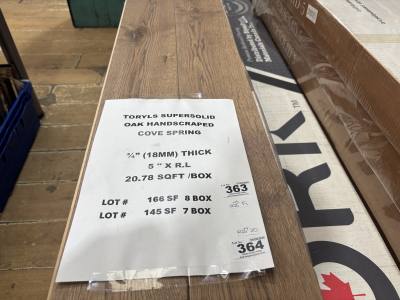 TORYLS SUPERSOLID
OAK HANDSCRAPED
COVE SPRING
¾" (18MM) THICK
5 " X R.L
20.78 SQFT /BOX
363
LOT # 166 SF 8 BOX
LOT # 145 SF 7 BOX
364
ORK™